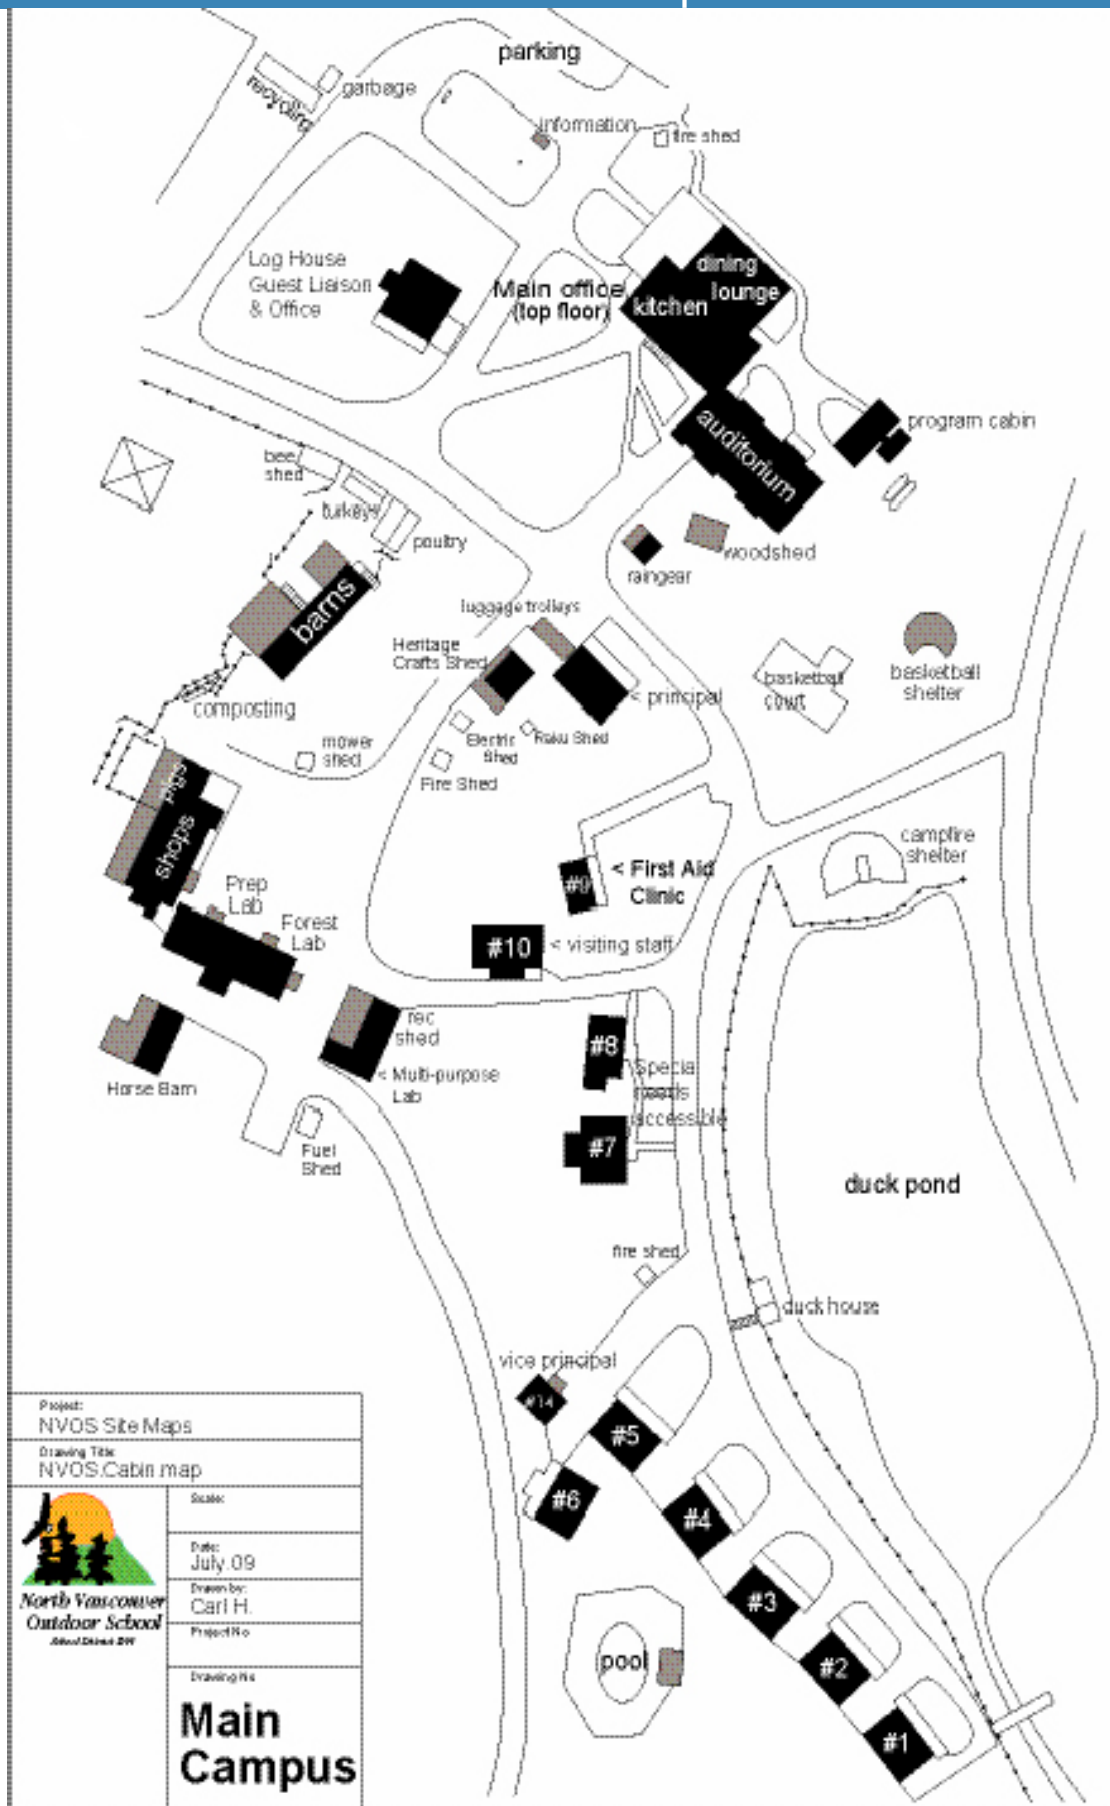 parking
garbage
recycling
information
fire shed
Log House
Guest Liaison
& Office
Main office
(top floor)
dining
lounge
kitchen
auditorium
program cabin
bee
shed
turkeys
poultry
woodshed
raingear
barns
luggage trolleys
Heritage
Crafts Shed
< principal
basketball
court
basketball
shelter
composting
mower
shed
Electric
Shed
Raku Shed
Fire Shed
pigs
shops
campfire
shelter
#9
< First Aid
Clinic
Prep
Lab
Forest
Lab
#10
< visiting staff
rec
shed
< Multi-purpose
Lab
Horse Barn
Fuel
Shed
#8
Special
needs
accessible
#7
duck pond
fire shed
duck house
vice principal
#14
#5
#6
#4
#3
#2
#1
pool
Project:
NVOS Site Maps
Drawing Title:
NVOS.Cabin map
Scale:
Date:
July.09
Drawn by:
Carl H.
Project No
Drawing No
North Vancouver
Outdoor School
School District
Main
Campus